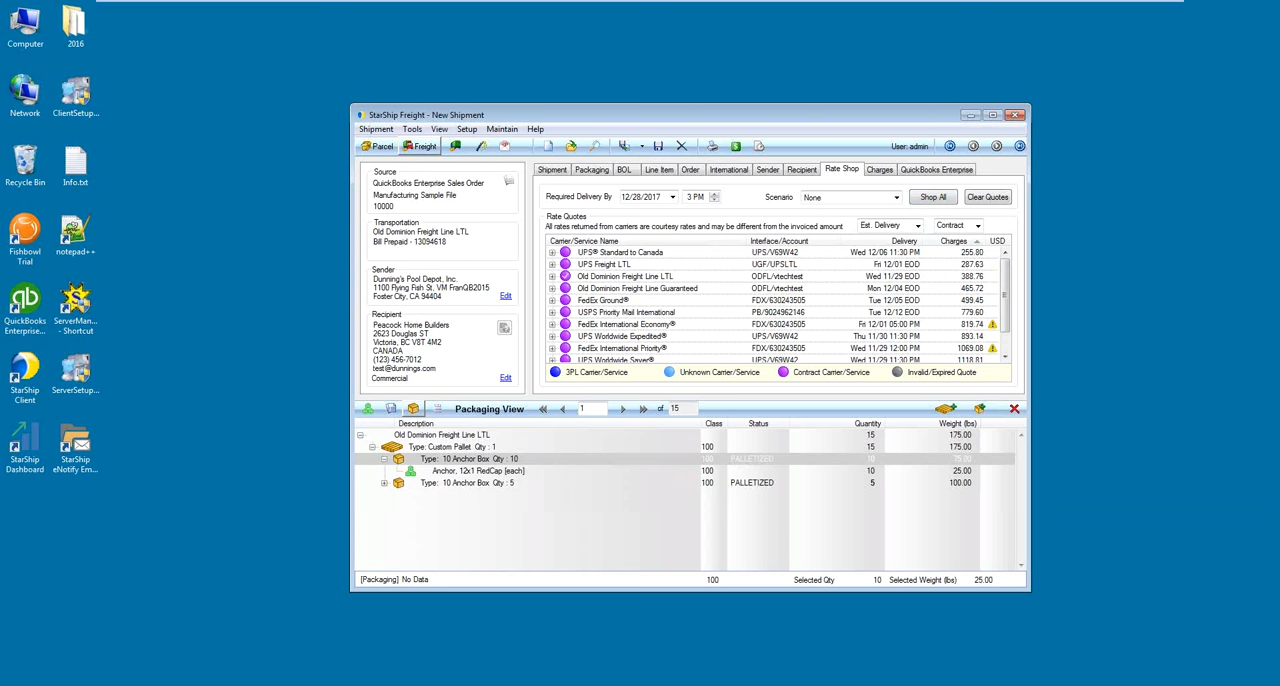 Computer
2016
Network
ClientSetup...
Recycle Bin
Info.txt
Fishbowl
Trial
notepad++
QuickBooks
Enterprise...
ServerMan...
- Shortcut
StarShip
Client
ServerSetup...
StarShip
Dashboard
StarShip
eNotify Em...
StarShip Freight - New Shipment
Shipment Tools View Setup Maintain Help
Parcel Freight User: admin
Source
QuickBooks Enterprise Sales Order
Manufacturing Sample File
10000
Transportation
Old Dominion Freight Line LTL
Bill Prepaid - 13094618
Sender
Dunning's Pool Depot, Inc.
1100 Flying Fish St, VM FranQB2015
Foster City, CA 94404 Edit
Recipient
Peacock Home Builders
2623 Douglas ST
Victoria, BC V8T 4M2
CANADA
(123) 456-7012
test@dunnings.com
Commercial Edit
Shipment Packaging BOL Line Item Order International Sender Recipient Rate Shop Charges QuickBooks Enterprise
Required Delivery By 12/28/2017 3 PM Scenario None Shop All Clear Quotes
Rate Quotes
All rates returned from carriers are courtesy rates and may be different from the invoiced amount Est. Delivery Contract
Carrier/Service Name Interface/Account Delivery Charges USD
UPS® Standard to Canada UPS/V69W42 Wed 12/06 11:30 PM 255.80
UPS Freight LTL UGF/UPSLTL Fri 12/01 EOD 287.63
Old Dominion Freight Line LTL ODFL/vtechtest Wed 11/29 EOD 388.76
Old Dominion Freight Line Guaranteed ODFL/vtechtest Mon 12/04 EOD 465.72
FedEx Ground® FDX/630243505 Tue 12/05 EOD 499.45
USPS Priority Mail International PB/9024962146 Tue 12/12 EOD 779.60
FedEx International Economy® FDX/630243505 Fri 12/01 05:00 PM 819.74
UPS Worldwide Expedited® UPS/V69W42 Thu 11/30 11:30 PM 893.14
FedEx International Priority® FDX/630243505 Wed 11/29 12:00 PM 1069.08
UPS Worldwide Saver® UPS/V69W42 Wed 11/29 11:30 PM 1118.81
3PL Carrier/Service Unknown Carrier/Service Contract Carrier/Service Invalid/Expired Quote
Packaging View 1 of 15
Description Class Status Quantity Weight (lbs)
Old Dominion Freight Line LTL 15 175.00
Type: Custom Pallet Qty : 1 100 15 175.00
Type: 10 Anchor Box Qty : 10 100 PALLETIZED 10 75.00
Anchor, 12x1 RedCap [each] 100 10 25.00
Type: 10 Anchor Box Qty : 5 100 PALLETIZED 5 100.00
[Packaging] No Data 100 Selected Qty 10 Selected Weight (lbs) 25.00